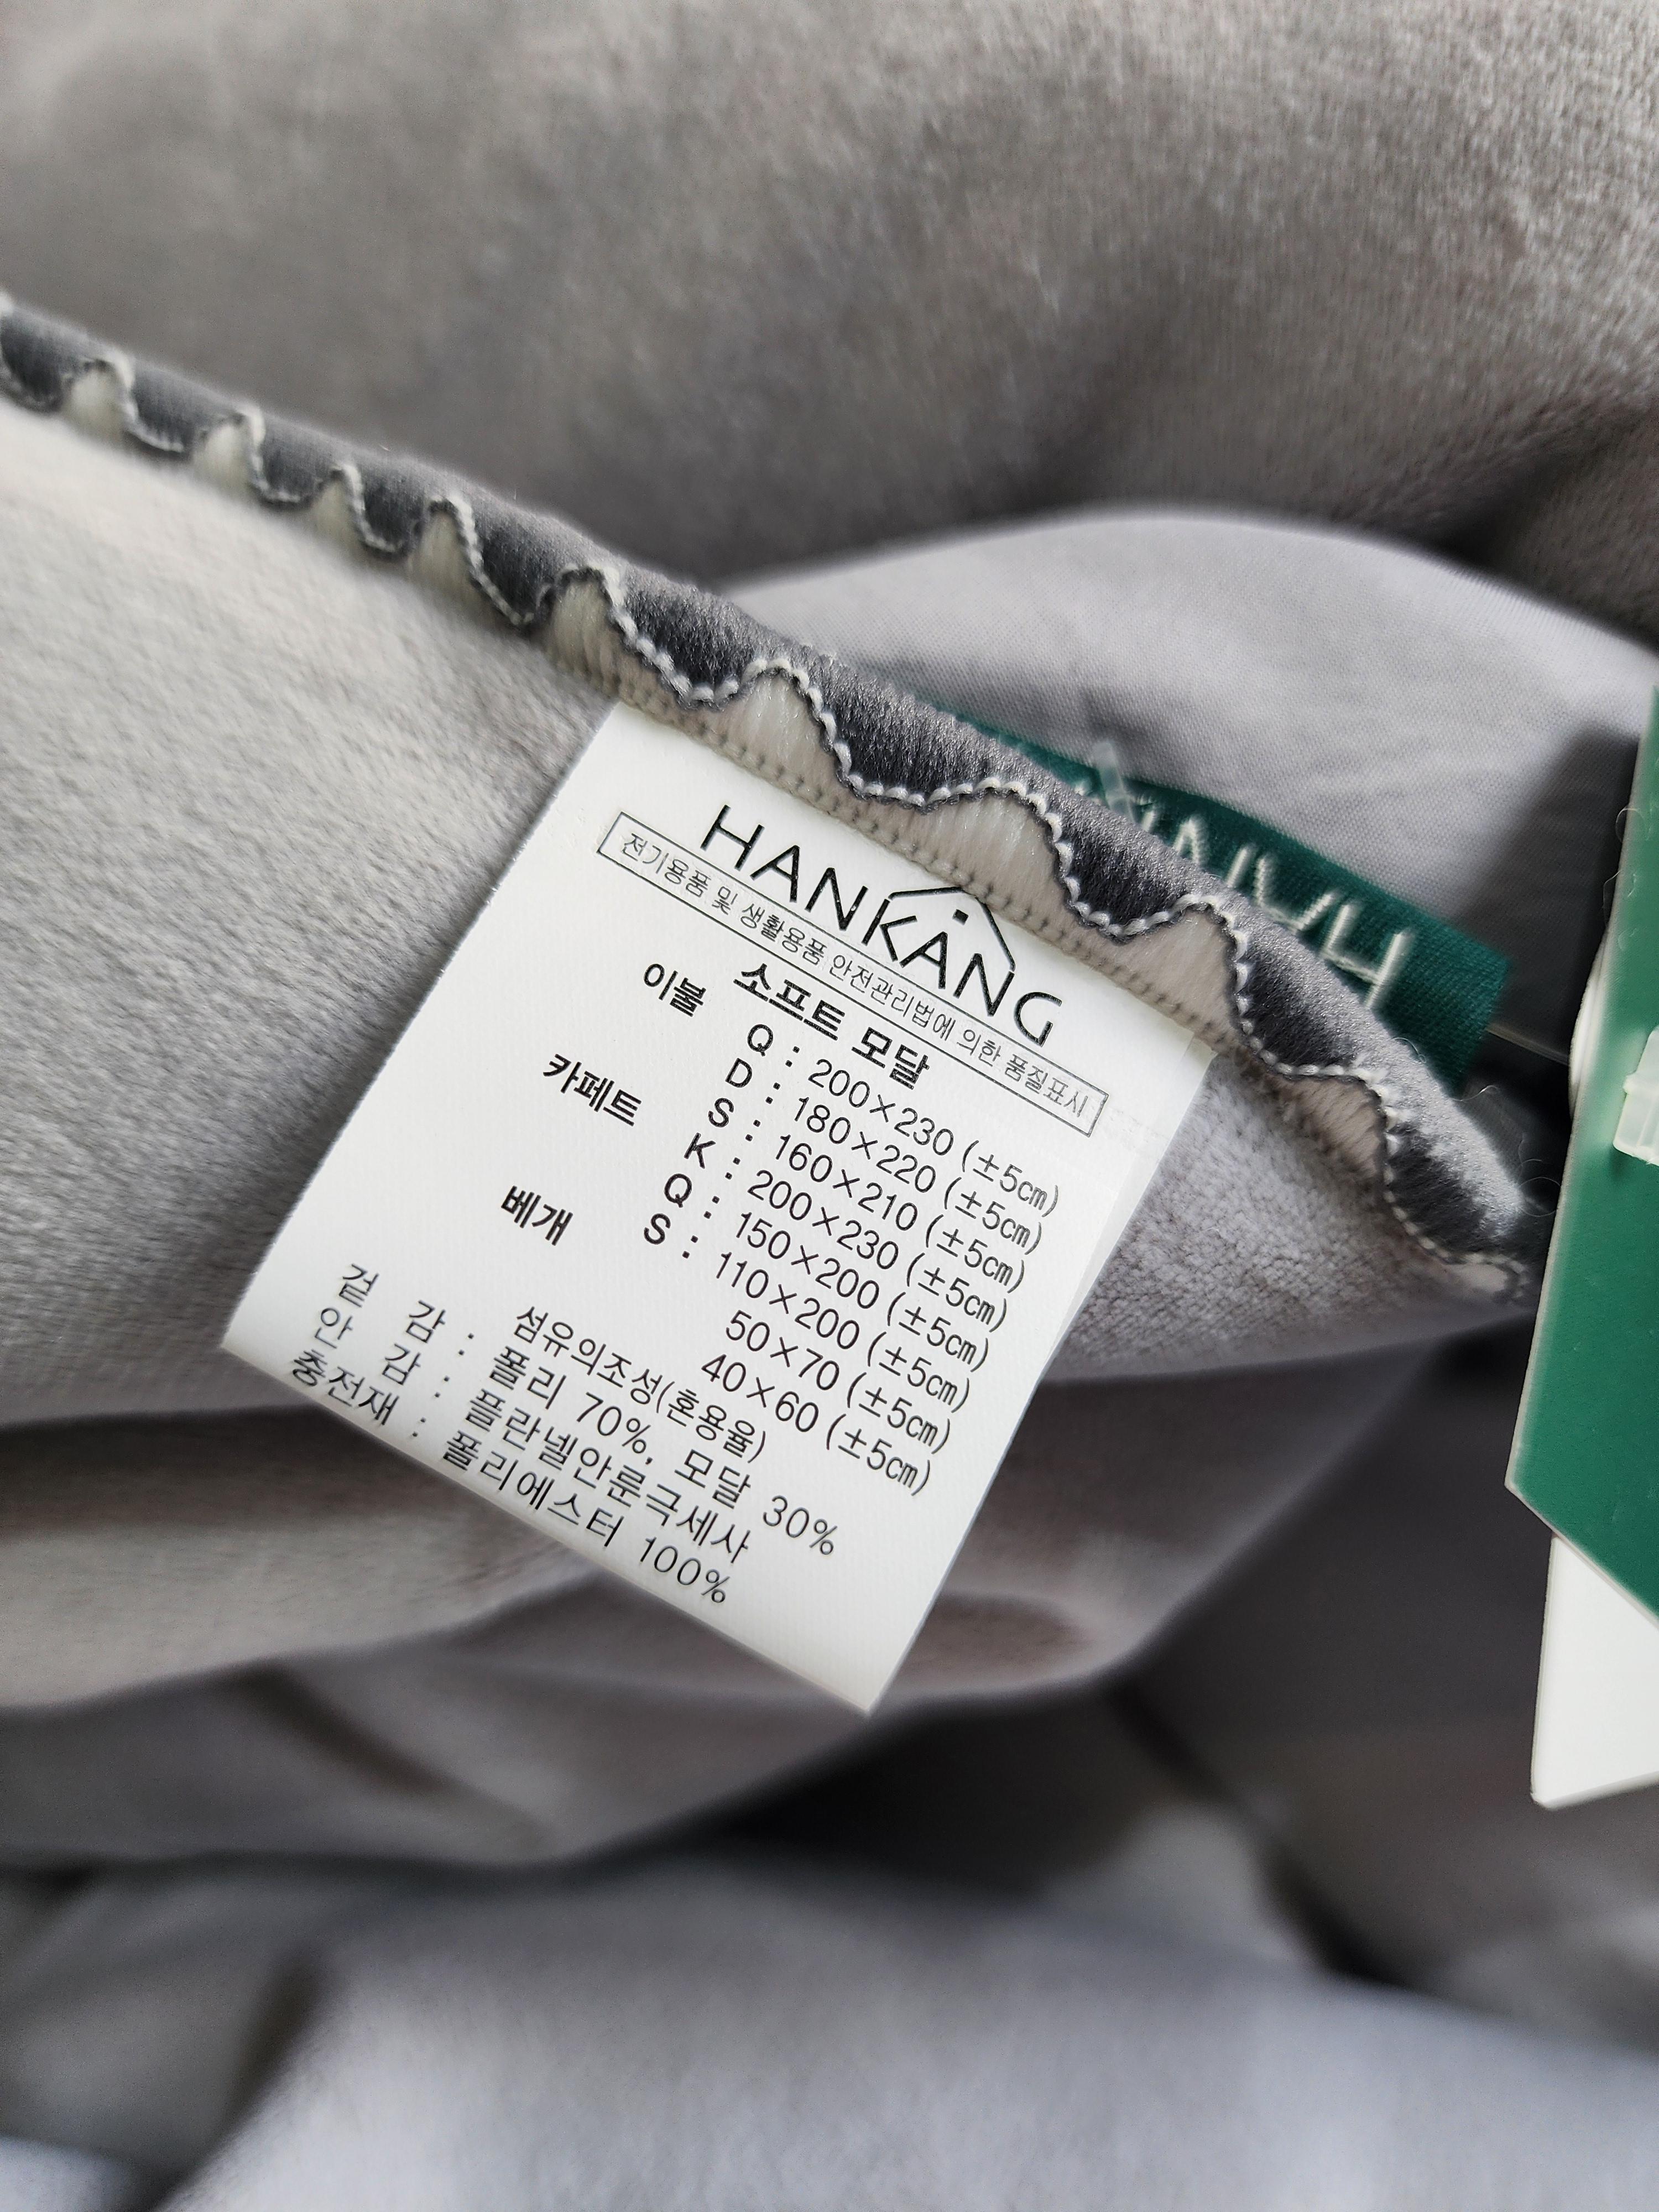 HANKANG
전기용품 및 생활용품 안전관리법에 의한 품질표시
소프트 모달
이불 Q : 200×230 (±5㎝)
D : 180×220 (±5㎝)
S : 160×210 (±5㎝)
카페트 K : 200×230 (±5㎝)
Q : 150×200 (±5㎝)
S : 110×200 (±5㎝)
베개 50×70 (±5㎝)
40×60 (±5㎝)
섬유의조성(혼용율)
겉 감 : 폴리 70%, 모달 30%
안 감 : 플란넬안룬극세사
충전재 : 폴리에스터 100%